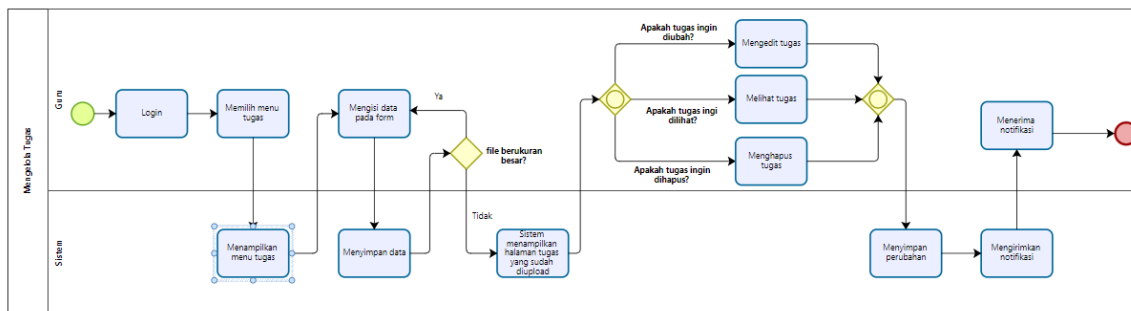 Mengelola Tugas
Guru
Login
Memilih menu
tugas
Mengisi data
pada form
Ya
file berukuran
besar?
Apakah tugas ingin
diubah?
Mengedit tugas
Apakah tugas ingi
dilihat?
Melihat tugas
Apakah tugas ingin
dihapus?
Menghapus
tugas
Menerima
notifikasi
Sistem
Menampilkan
menu tugas
Menyimpan data
Tidak
Sistem
menampilkan
halaman tugas
yang sudah
diupload
Menyimpan
perubahan
Mengirimkan
notifikasi